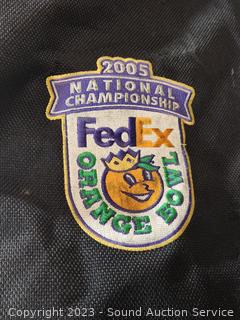 2005
NATIONAL
CHAMPIONSHIP
FedEx
ORANGE BOWL
Copyright 2023 - Sound Auction Service